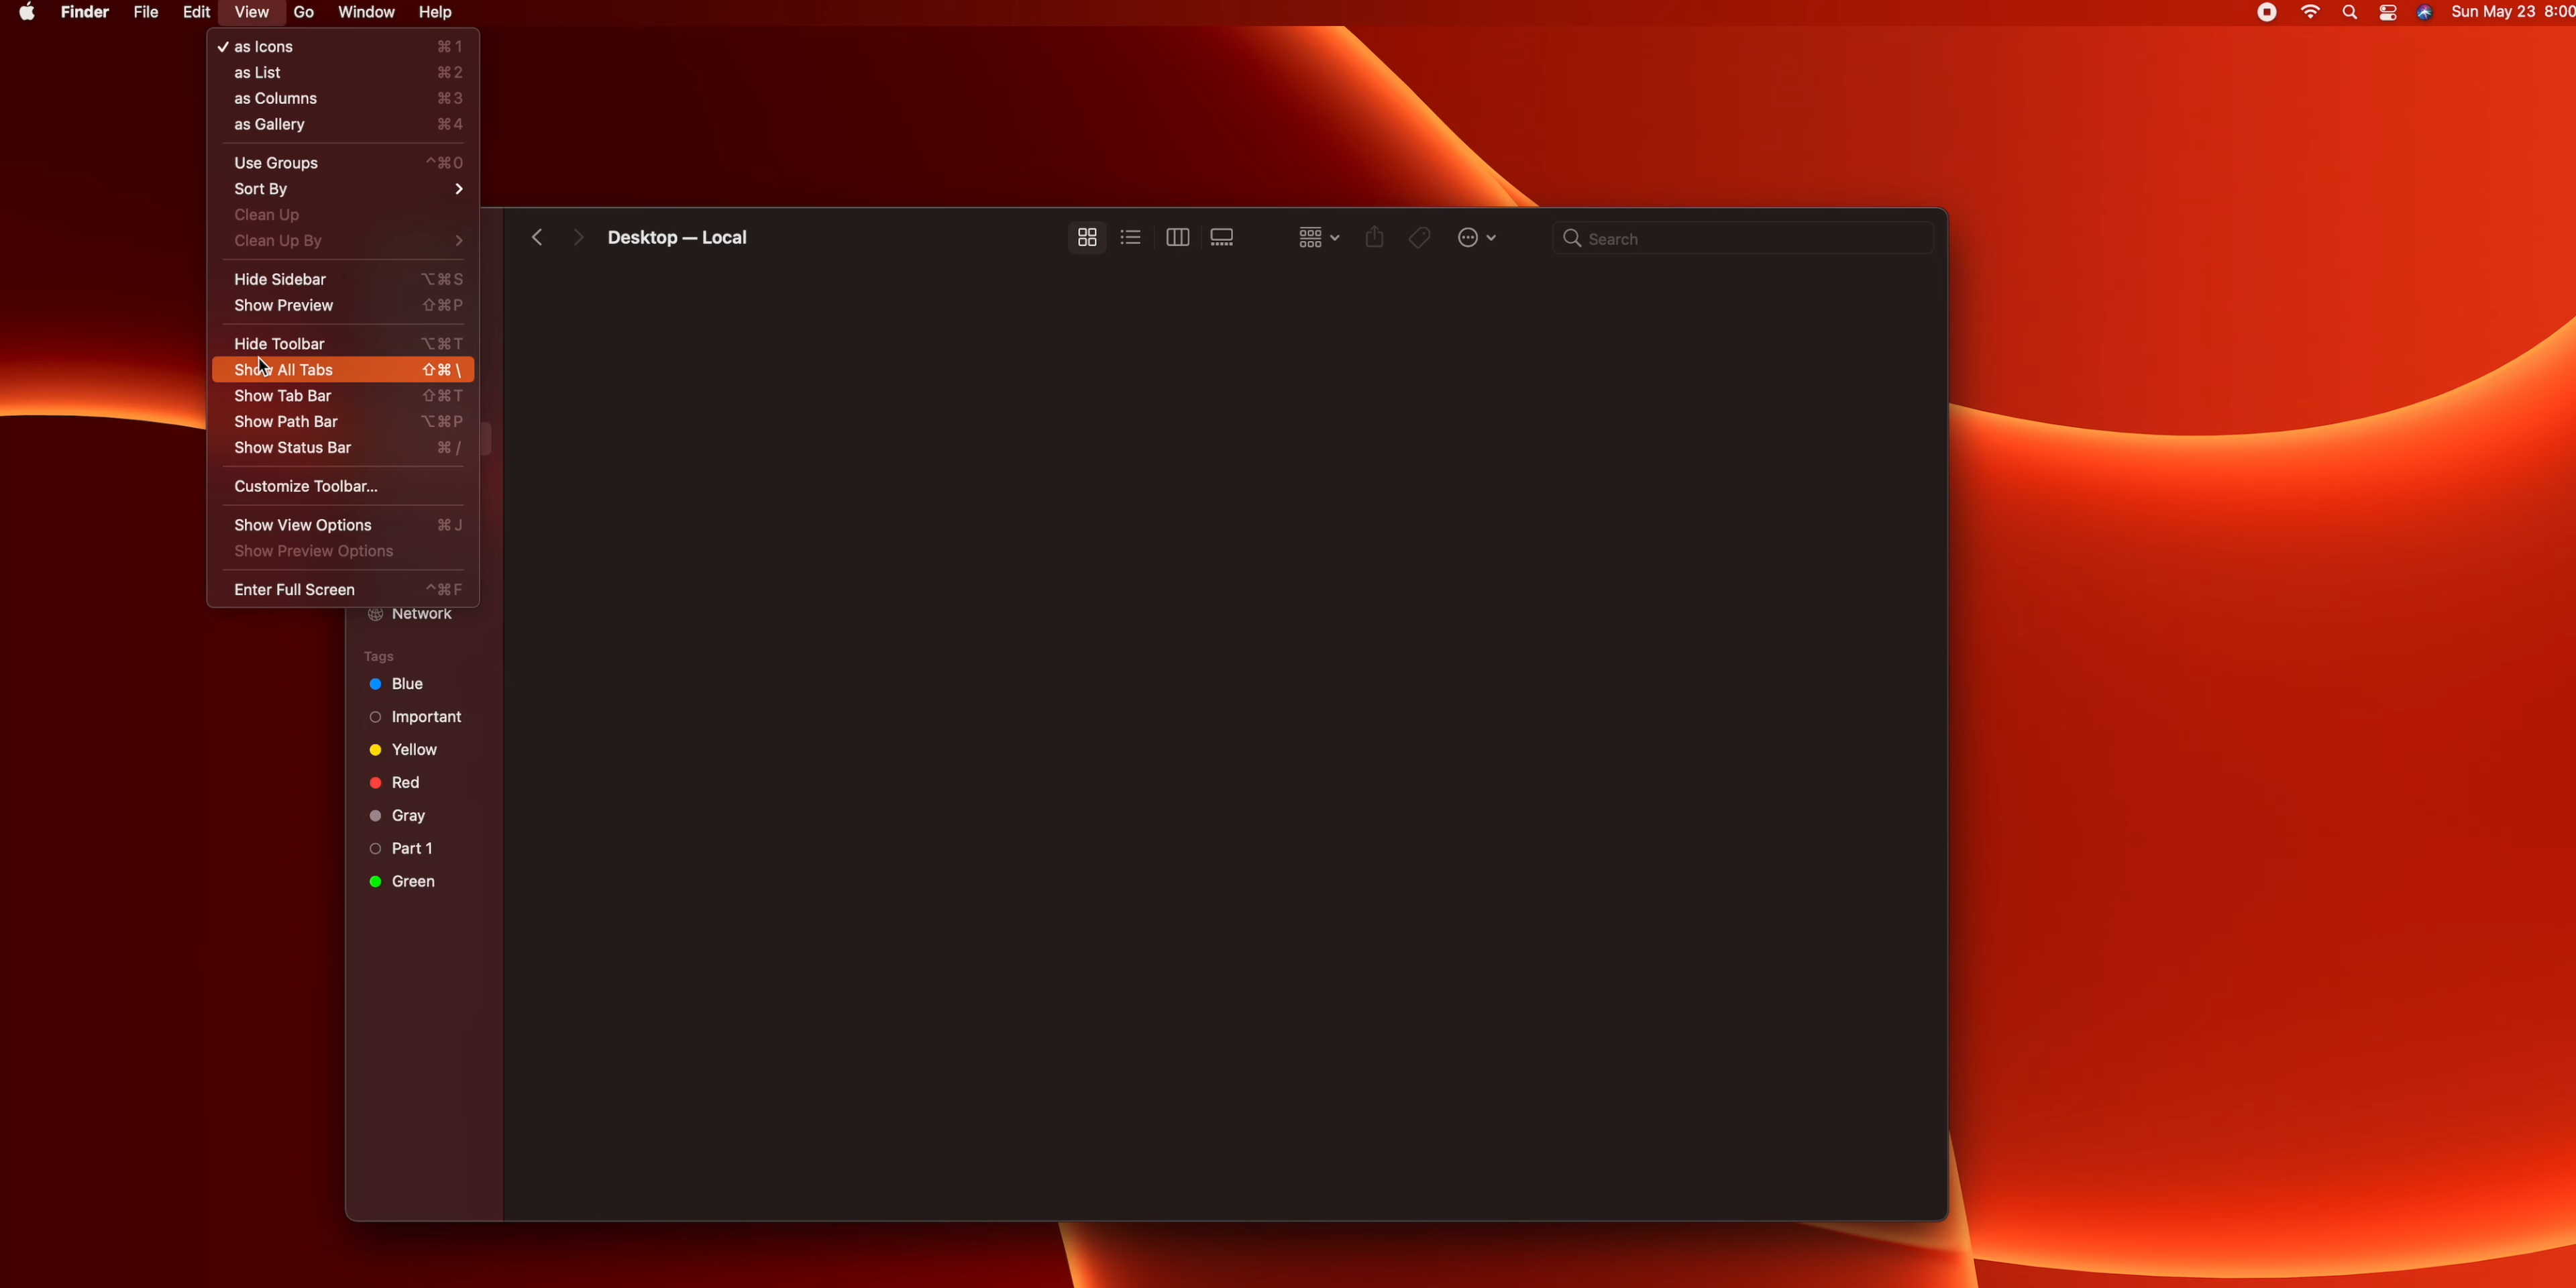 Finder File Edit View Go Window Help
Sun May 23 8:00
✓ as Icons ⌘1
as List ⌘2
as Columns ⌘3
as Gallery ⌘4
Use Groups ^⌘0
Sort By >
Clean Up
Clean Up By >
Hide Sidebar ⌥⌘S
Show Preview ⇧⌘P
Hide Toolbar ⌥⌘T
Show All Tabs ⇧⌘\
Show Tab Bar ⇧⌘T
Show Path Bar ⌥⌘P
Show Status Bar ⌘/
Customize Toolbar...
Show View Options ⌘J
Show Preview Options
Enter Full Screen ^⌘F
Desktop — Local
Search
Network
Tags
Blue
Important
Yellow
Red
Gray
Part 1
Green